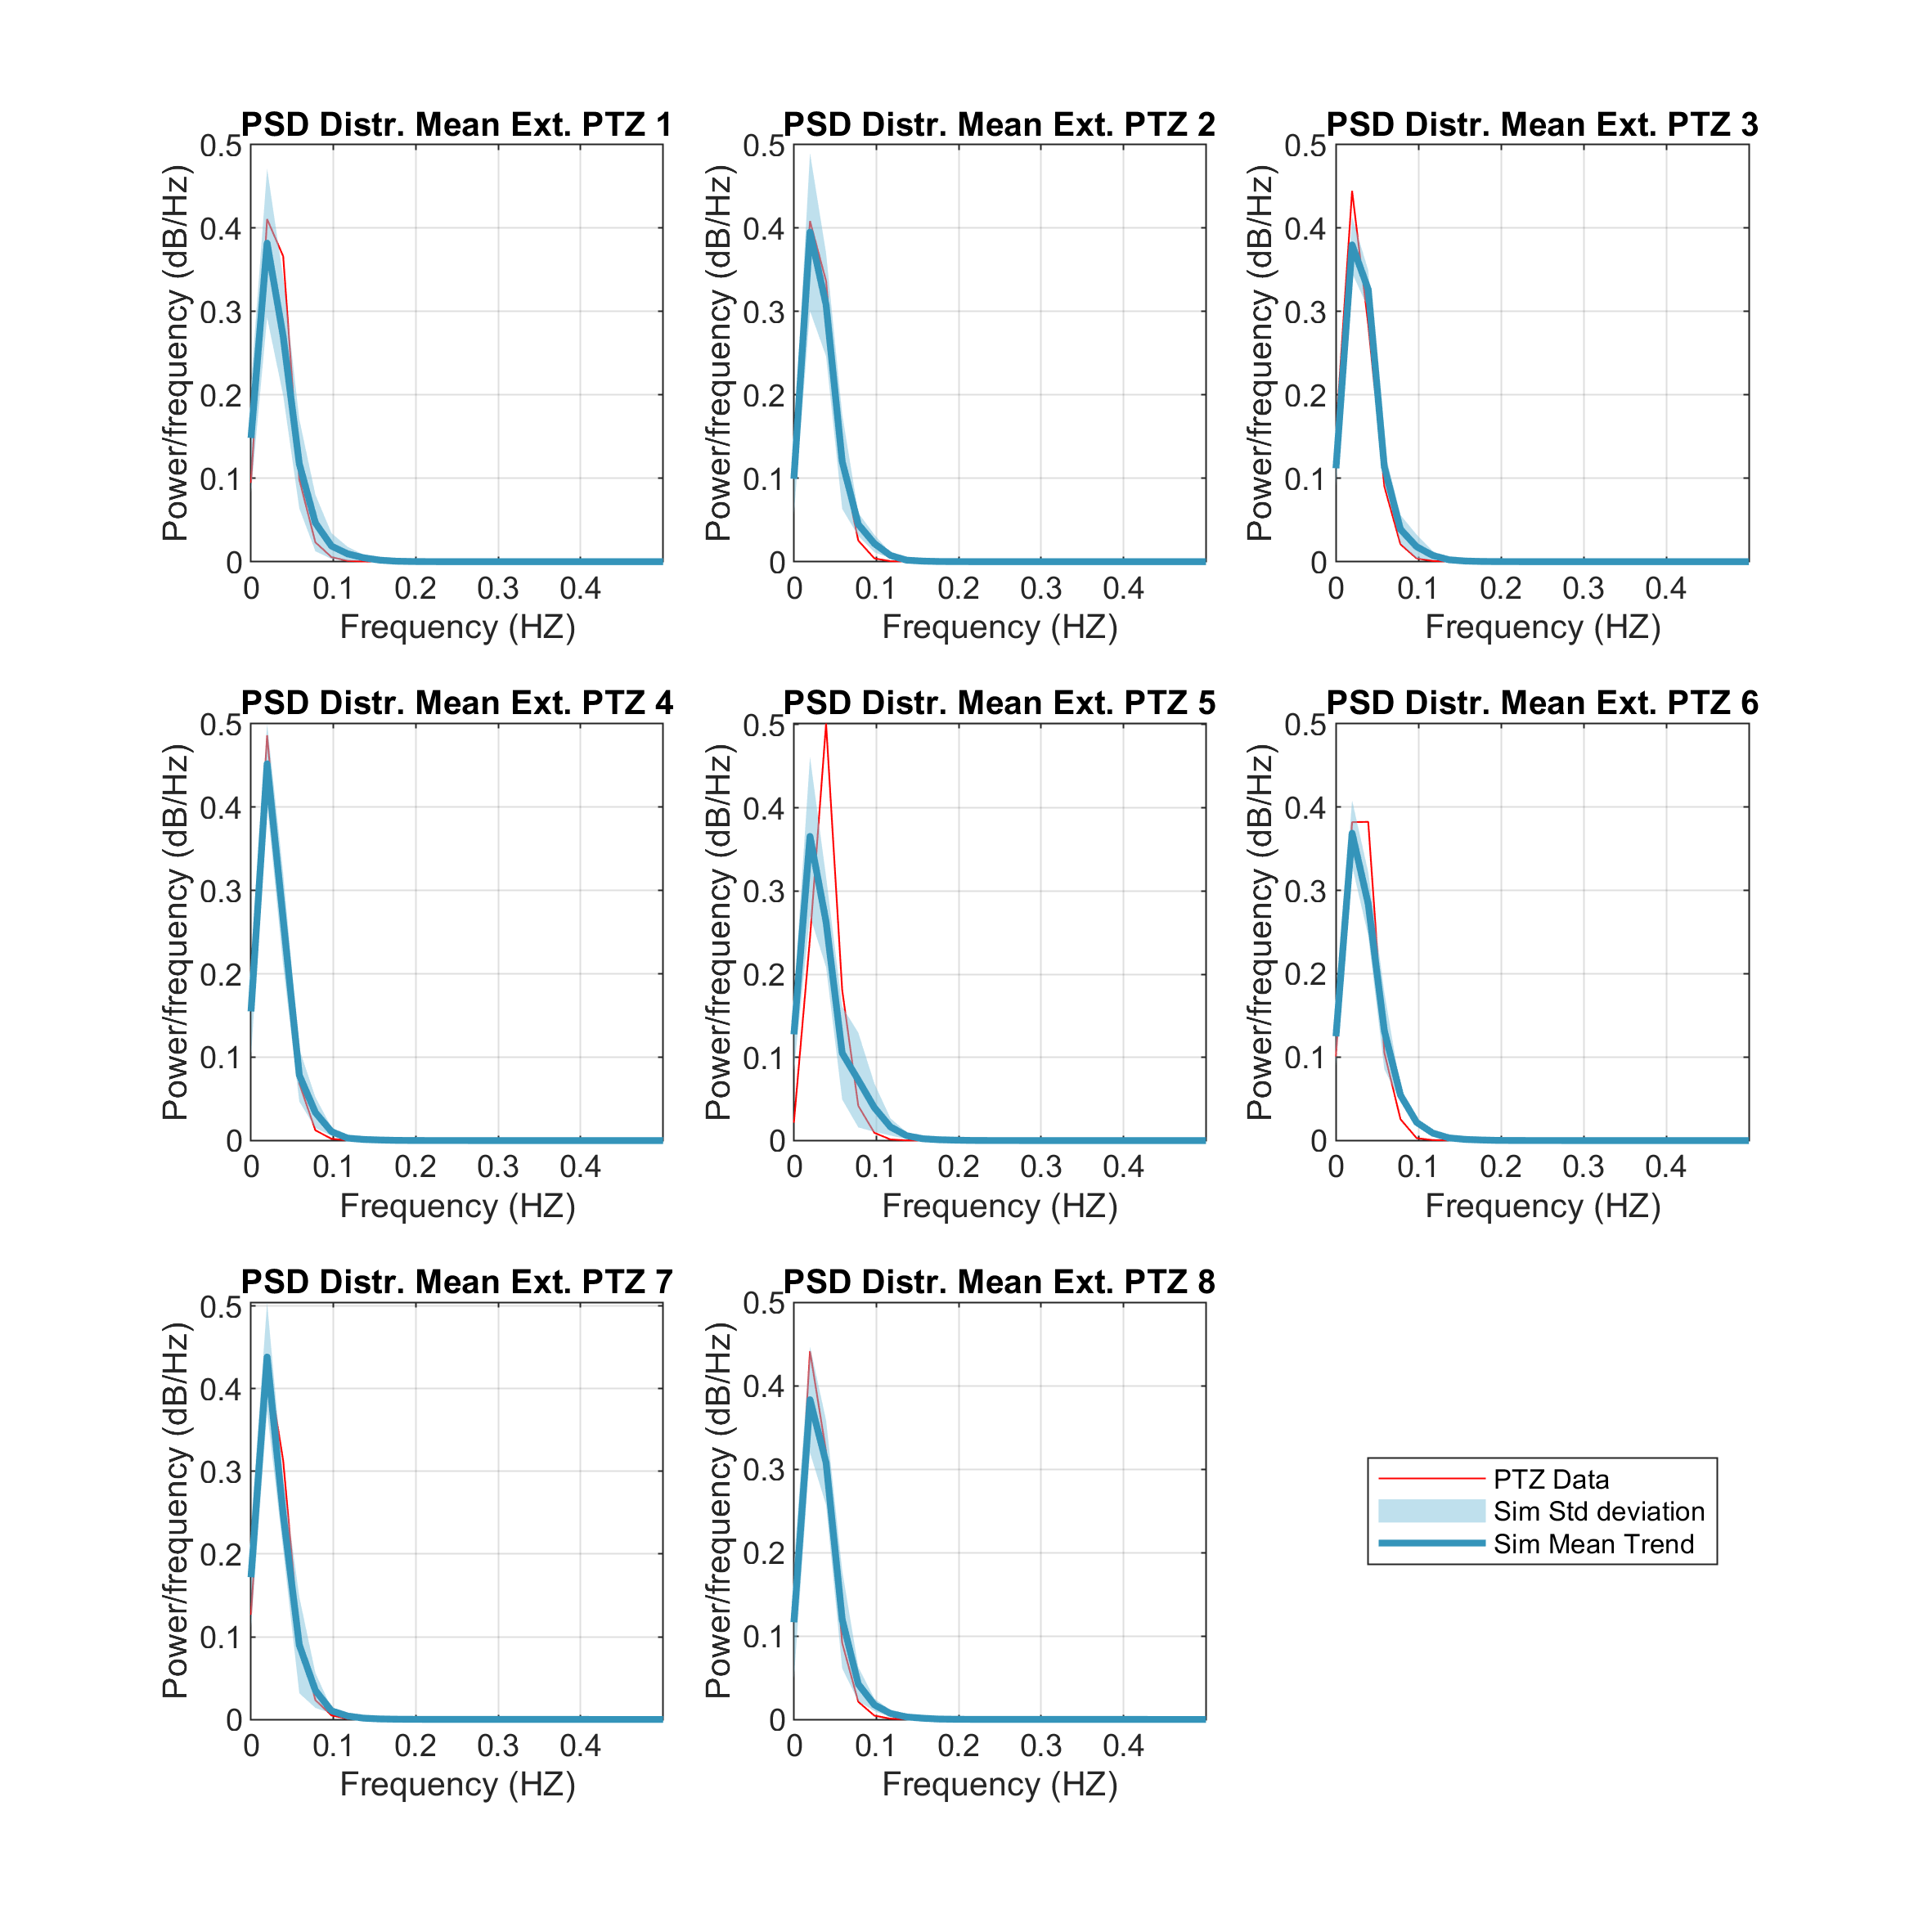 PSD Distr. Mean Ext. PTZ 1
Power/frequency (dB/Hz)
0.5
0.4
0.3
0.2
0.1
0
0 0.1 0.2 0.3 0.4
Frequency (HZ)
PSD Distr. Mean Ext. PTZ 2
Power/frequency (dB/Hz)
0.5
0.4
0.3
0.2
0.1
0
0 0.1 0.2 0.3 0.4
Frequency (HZ)
PSD Distr. Mean Ext. PTZ 3
Power/frequency (dB/Hz)
0.5
0.4
0.3
0.2
0.1
0
0 0.1 0.2 0.3 0.4
Frequency (HZ)
PSD Distr. Mean Ext. PTZ 4
Power/frequency (dB/Hz)
0.5
0.4
0.3
0.2
0.1
0
0 0.1 0.2 0.3 0.4
Frequency (HZ)
PSD Distr. Mean Ext. PTZ 5
Power/frequency (dB/Hz)
0.5
0.4
0.3
0.2
0.1
0
0 0.1 0.2 0.3 0.4
Frequency (HZ)
PSD Distr. Mean Ext. PTZ 6
Power/frequency (dB/Hz)
0.5
0.4
0.3
0.2
0.1
0
0 0.1 0.2 0.3 0.4
Frequency (HZ)
PSD Distr. Mean Ext. PTZ 7
Power/frequency (dB/Hz)
0.5
0.4
0.3
0.2
0.1
0
0 0.1 0.2 0.3 0.4
Frequency (HZ)
PSD Distr. Mean Ext. PTZ 8
Power/frequency (dB/Hz)
0.5
0.4
0.3
0.2
0.1
0
0 0.1 0.2 0.3 0.4
Frequency (HZ)
PTZ Data
Sim Std deviation
Sim Mean Trend